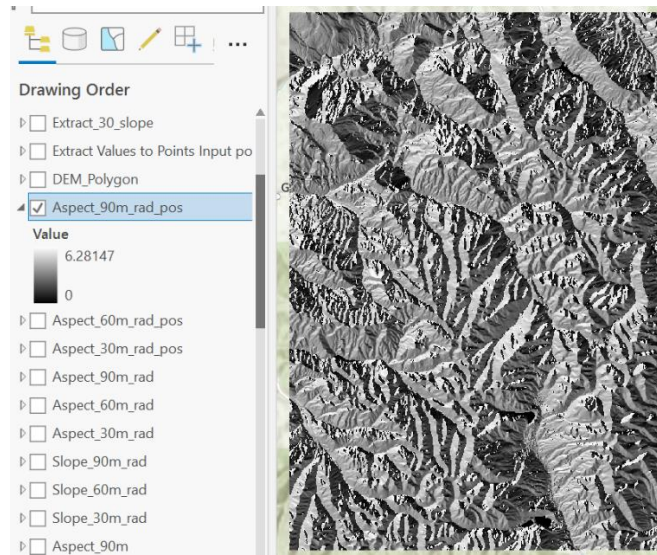 Drawing Order
Extract_30_slope
Extract Values to Points Input po
DEM_Polygon
Aspect_90m_rad_pos
Value
6.28147
0
Aspect_60m_rad_pos
Aspect_30m_rad_pos
Aspect_90m_rad
Aspect_60m_rad
Aspect_30m_rad
Slope_90m_rad
Slope_60m_rad
Slope_30m_rad
Aspect_90m